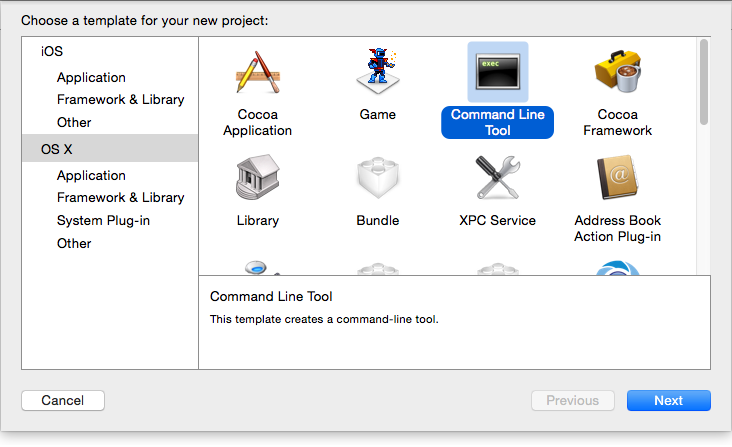 Choose a template for your new project:
iOS
Application
Framework & Library
Other
OS X
Application
Framework & Library
System Plug-in
Other
exec
Cocoa
Application
Game
Command Line
Tool
Cocoa
Framework
Library
Bundle
XPC Service
@
Address Book
Action Plug-in
Command Line Tool
This template creates a command-line tool.
Cancel
Previous
Next